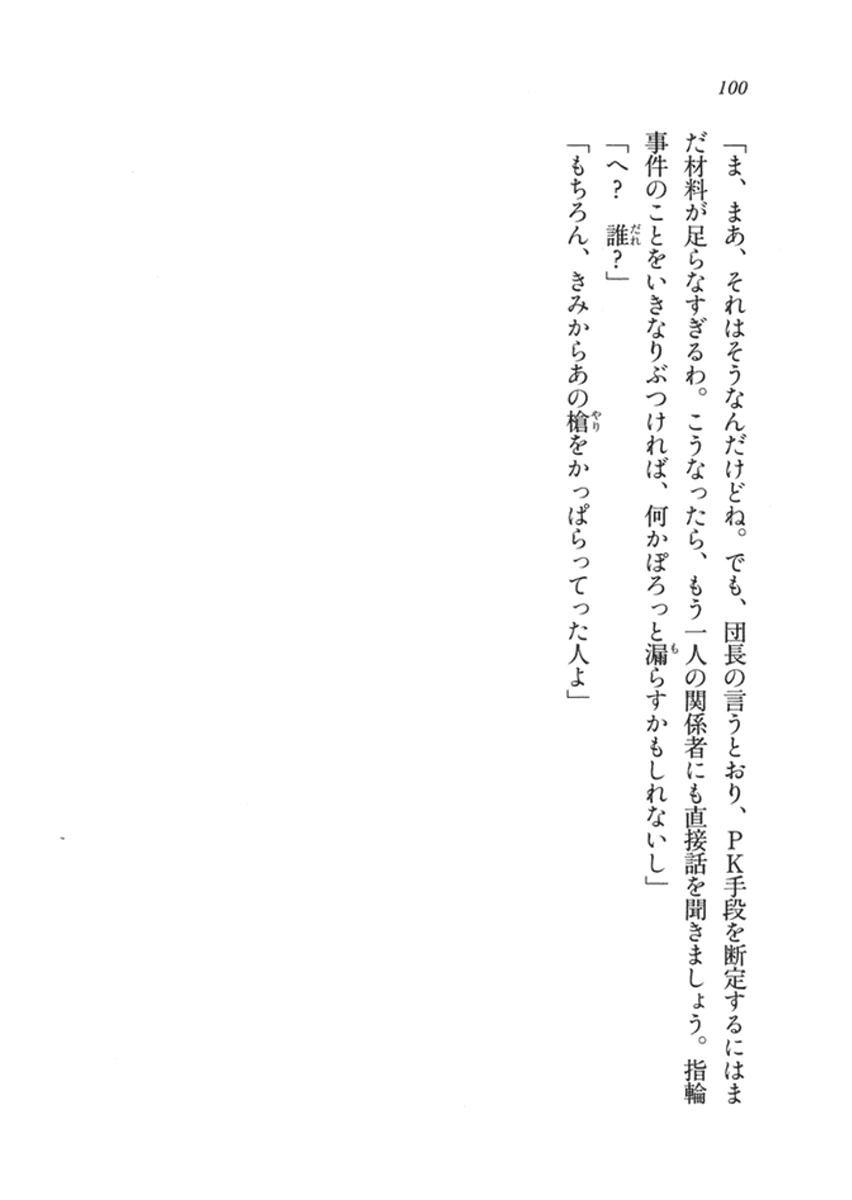 100
「ま、まあ、それはそうなんだけどね。でも、団長の言うとおり、ＰＫ手段を断定するにはま
だ材料が足らなすぎるわ。こうなったら、もう一人の関係者にも直接話を聞きましょう。指輪
事件のことをいきなりぶつければ、何かぽろっと漏らすかもしれないし」
「へ？　誰？」
「もちろん、きみからあの槍をかっぱらってった人よ」